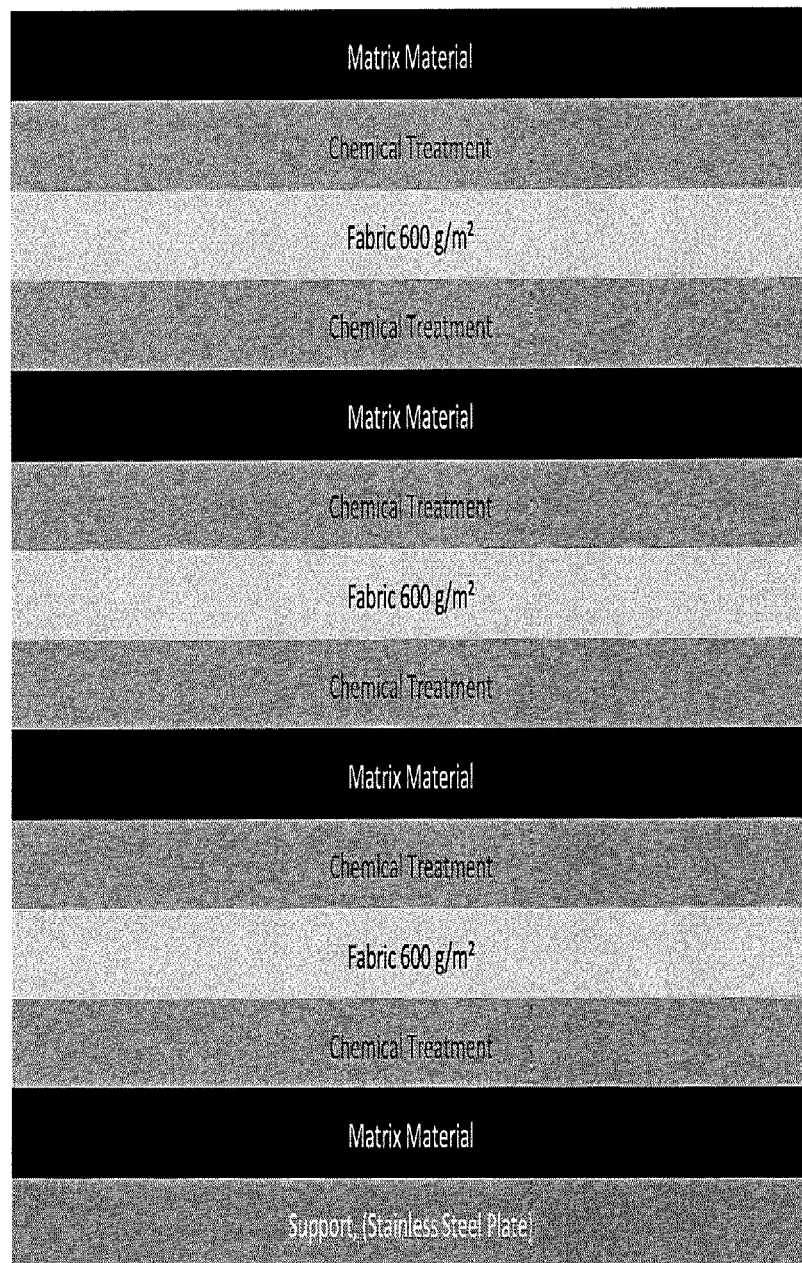 Matrix Material
Chemical Treatment
Fabric 600 g/m²
Chemical Treatment
Matrix Material
Chemical Treatment
Fabric 600 g/m²
Chemical Treatment
Matrix Material
Chemical Treatment
Fabric 600 g/m²
Chemical Treatment
Matrix Material
Support, (Stainless Steel Plate)